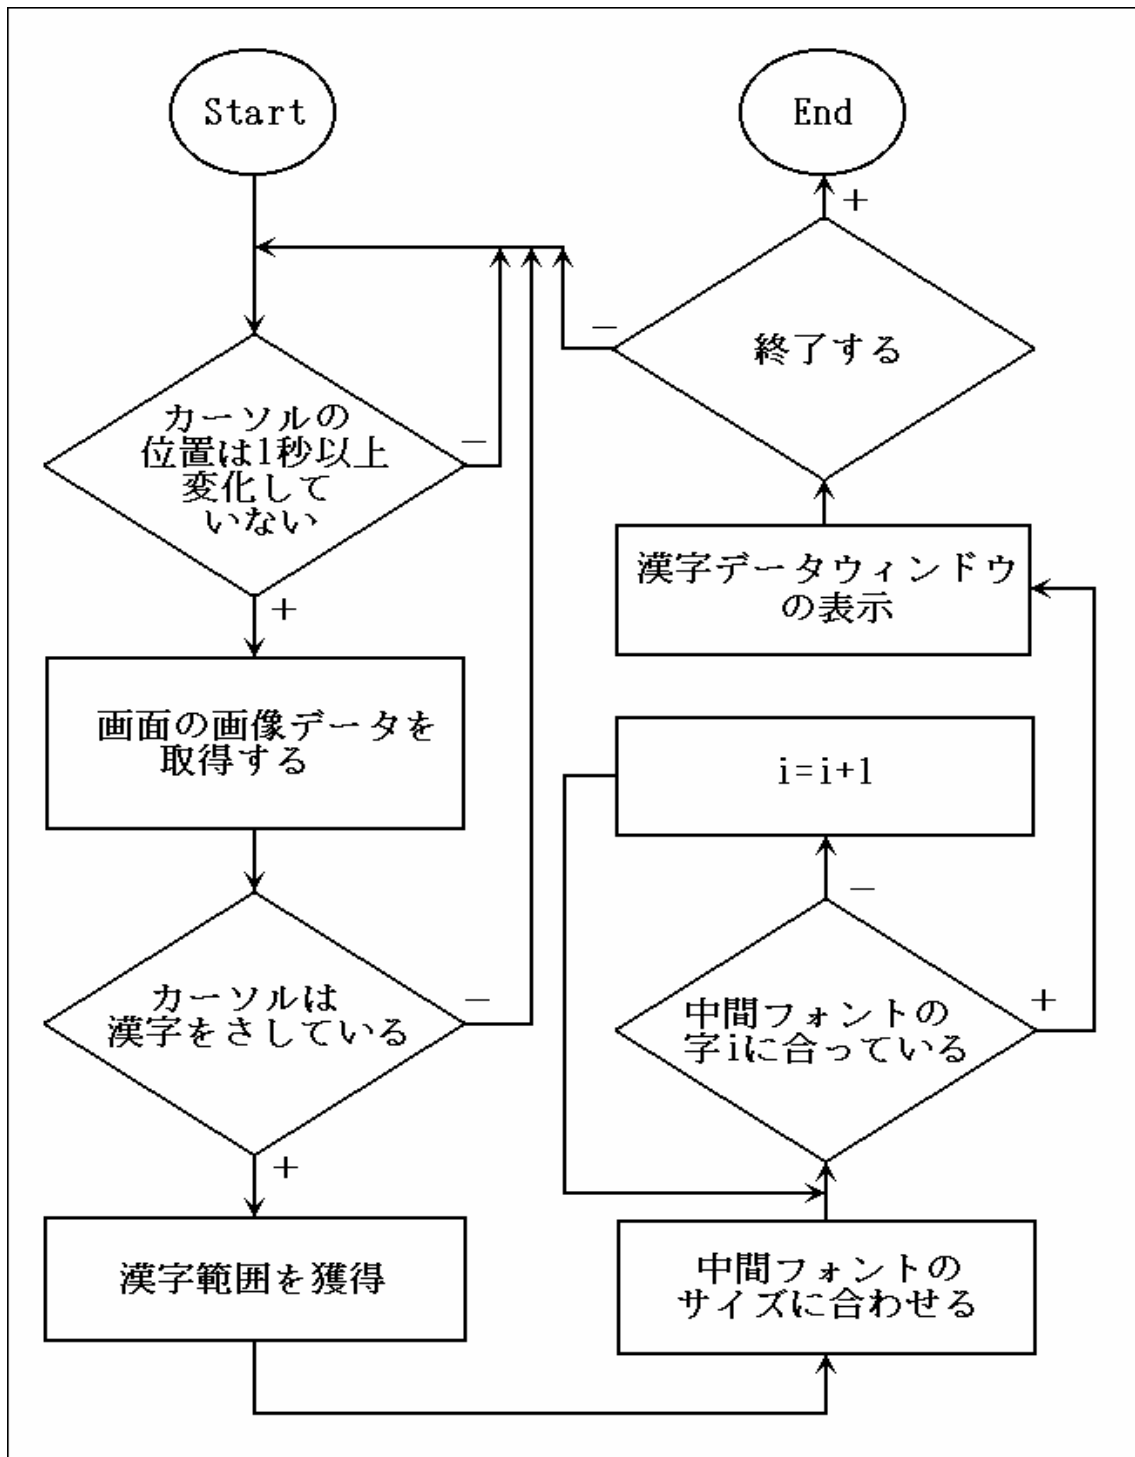 Start
カーソルの
位置は1秒以上
変化して
いない
−
+
画面の画像データを
取得する
カーソルは
漢字をさしている
−
+
漢字範囲を獲得
中間フォントの
サイズに合わせる
中間フォントの
字iに合っている
+
−
i=i+1
漢字データウィンドウ
の表示
終了する
−
+
End